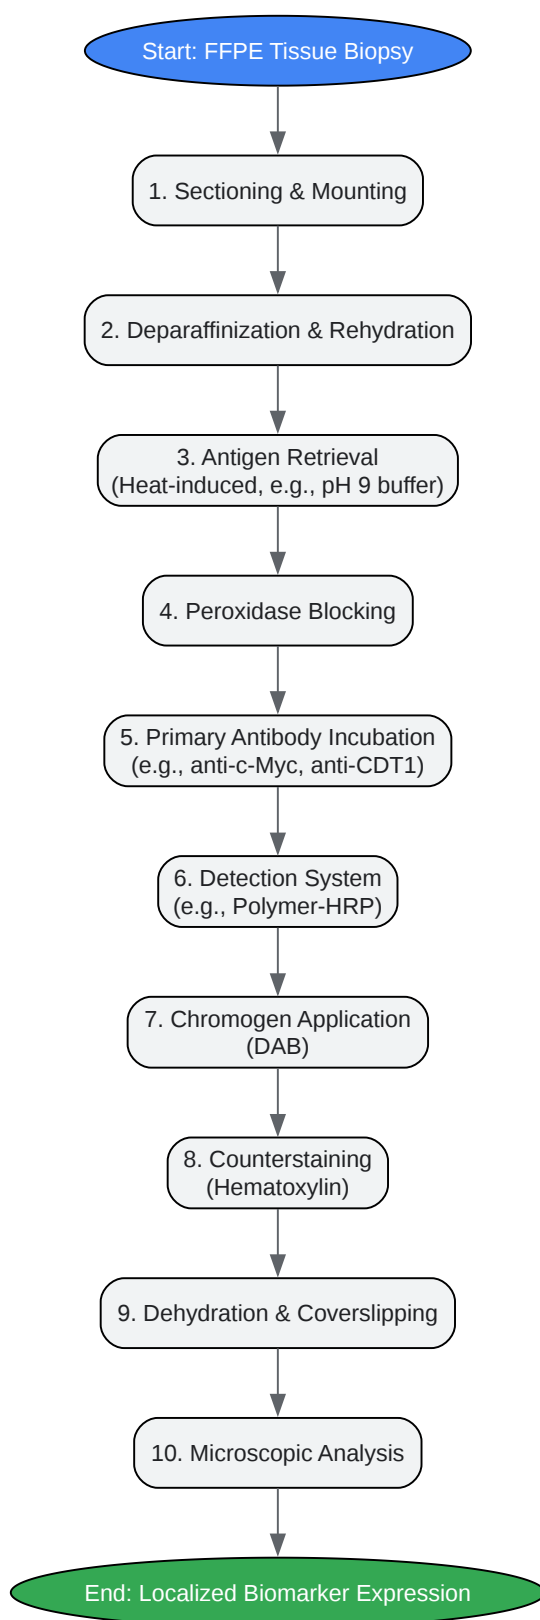 Start: FFPE Tissue Biopsy
1. Sectioning & Mounting
2. Deparaffinization & Rehydration
3. Antigen Retrieval
(Heat-induced, e.g., pH 9 buffer)
4. Peroxidase Blocking
5. Primary Antibody Incubation
(e.g., anti-c-Myc, anti-CDT1)
6. Detection System
(e.g., Polymer-HRP)
7. Chromogen Application
(DAB)
8. Counterstaining
(Hematoxylin)
9. Dehydration & Coverslipping
10. Microscopic Analysis
End: Localized Biomarker Expression